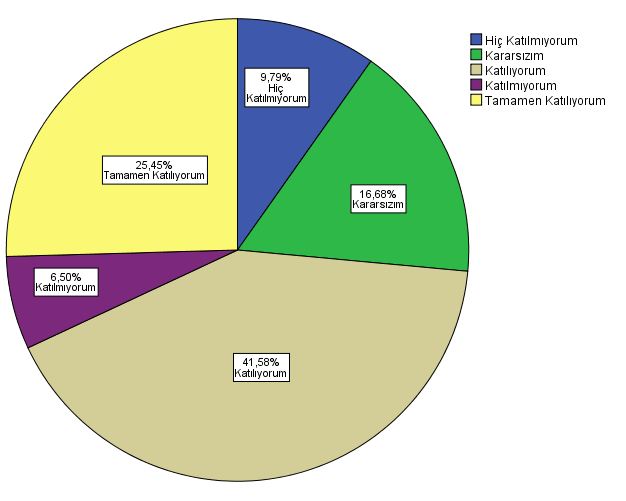 Hiç Katılmıyorum
Kararsızım
Katılıyorum
Katılmıyorum
Tamamen Katılıyorum
9,79%
Hiç
Katılmıyorum
25,45%
Tamamen Katılıyorum
16,68%
Kararsızım
6,50%
Katılmıyorum
41,58%
Katılıyorum